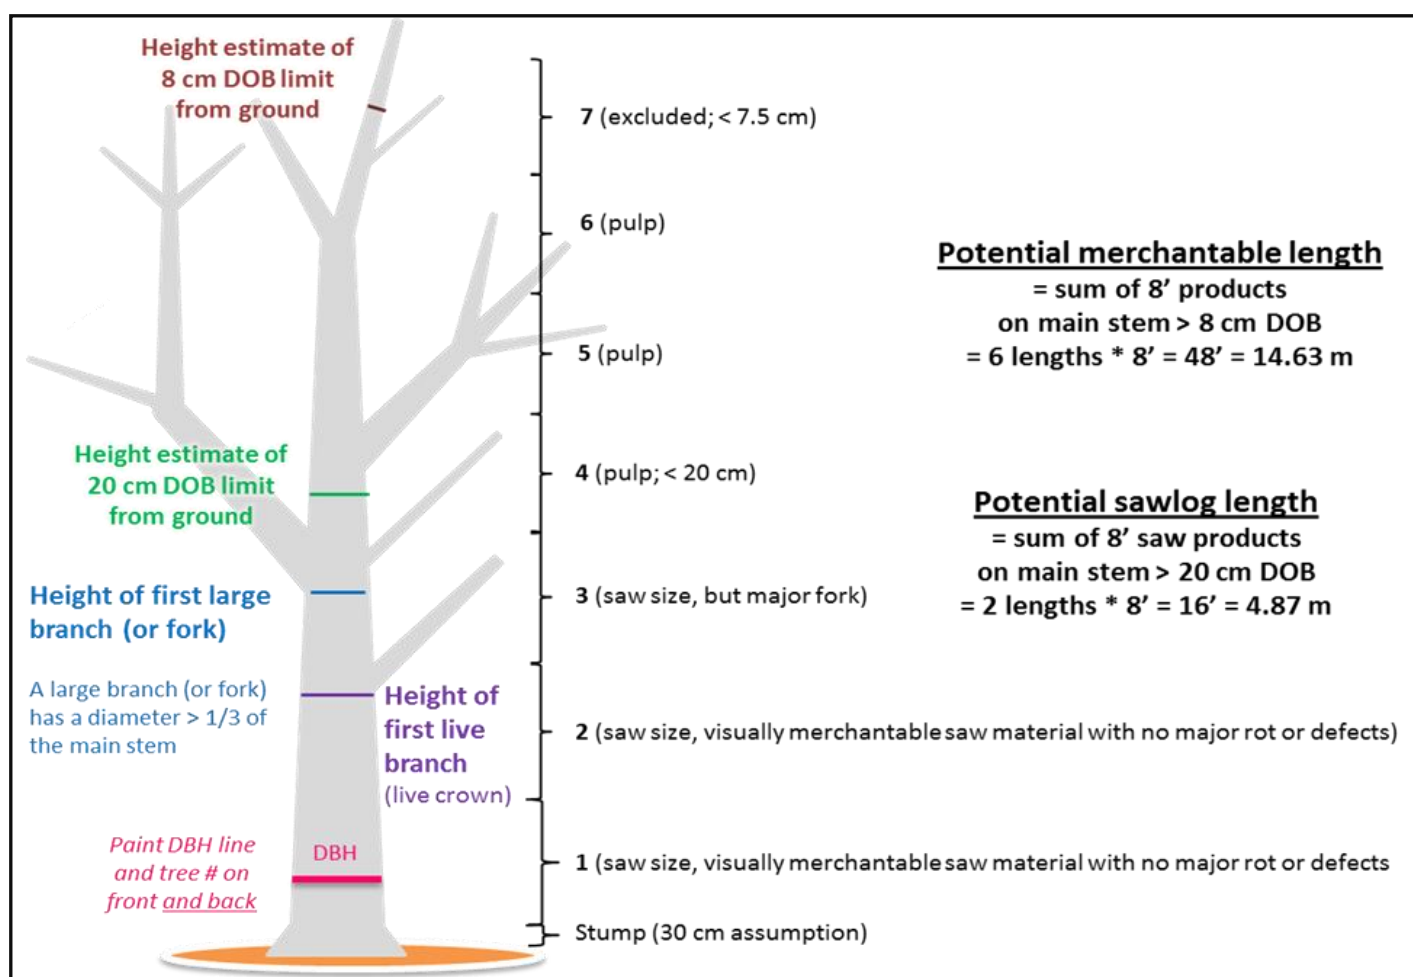 Height estimate of
8 cm DOB limit
from ground
7 (excluded; < 7.5 cm)
6 (pulp)
Potential merchantable length
= sum of 8’ products
on main stem > 8 cm DOB
= 6 lengths * 8’ = 48’ = 14.63 m
5 (pulp)
Height estimate of
20 cm DOB limit
from ground
4 (pulp; < 20 cm)
Potential sawlog length
= sum of 8’ saw products
on main stem > 20 cm DOB
= 2 lengths * 8’ = 16’ = 4.87 m
Height of first large
branch (or fork)
3 (saw size, but major fork)
A large branch (or fork)
has a diameter > 1/3 of
the main stem
Height of
first live
branch
(live crown)
2 (saw size, visually merchantable saw material with no major rot or defects)
Paint DBH line
and tree # on
front and back
DBH
1 (saw size, visually merchantable saw material with no major rot or defects
Stump (30 cm assumption)